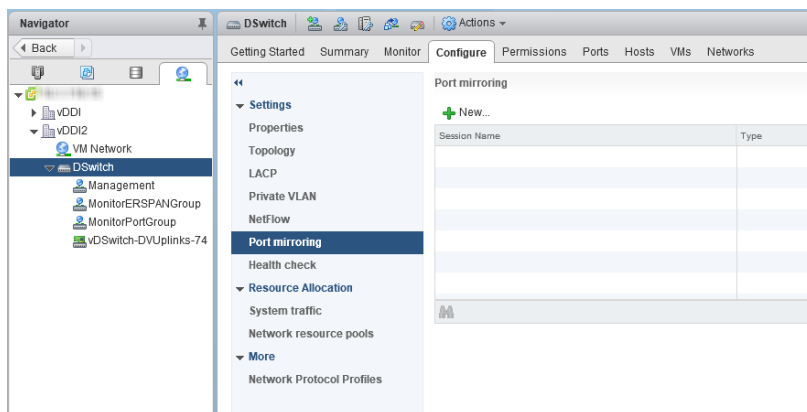 Navigator
Back
vDDI
vDDI2
VM Network
DSwitch
Management
MonitorERSPANGroup
MonitorPortGroup
vDSwitch-DVUplinks-74
DSwitch Actions
Getting Started Summary Monitor Configure Permissions Ports Hosts VMs Networks
Settings
Properties
Topology
LACP
Private VLAN
NetFlow
Port mirroring
Health check
Resource Allocation
System traffic
Network resource pools
More
Network Protocol Profiles
Port mirroring
New...
Session Name Type